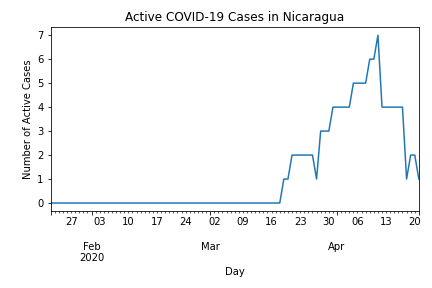 Active COVID-19 Cases in Nicaragua
Number of Active Cases
7
6
5
4
3
2
1
0
27 03 10 17 24 02 09 16 23 30 06 13 20
Feb Mar Apr
2020
Day